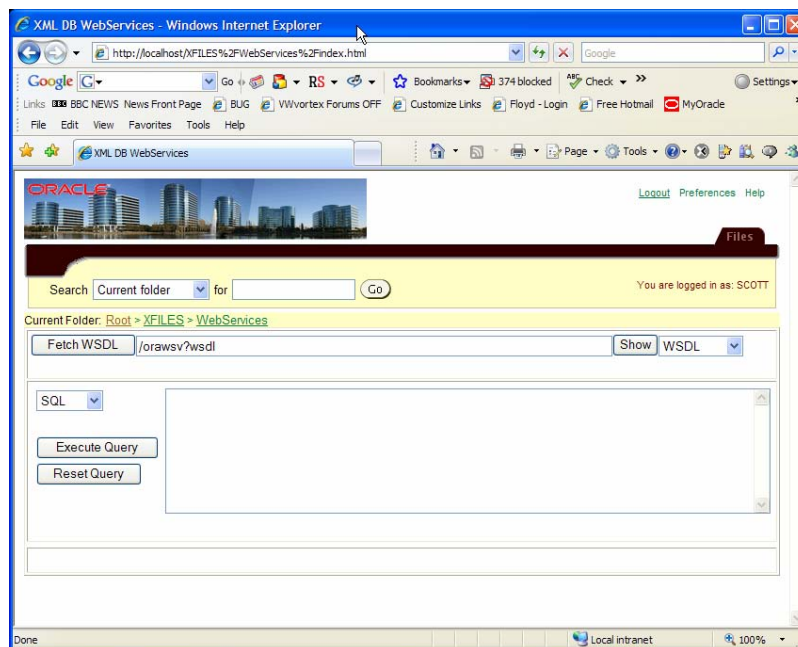 XML DB WebServices - Windows Internet Explorer
http://localhost/XFILES%2FWebServices%2Findex.html
Google
Google G Go RS Bookmarks 374 blocked Check » Settings
Links BBC BBC NEWS News Front Page BUG VWvortex Forums OFF Customize Links Floyd - Login Free Hotmail MyOracle
File Edit View Favorites Tools Help
XML DB WebServices Page Tools
ORACLE
Logout Preferences Help
Files
Search Current folder for Go
You are logged in as: SCOTT
Current Folder: Root > XFILES > WebServices
Fetch WSDL /orawsv?wsdl Show WSDL
SQL
Execute Query
Reset Query
Done Local intranet 100%